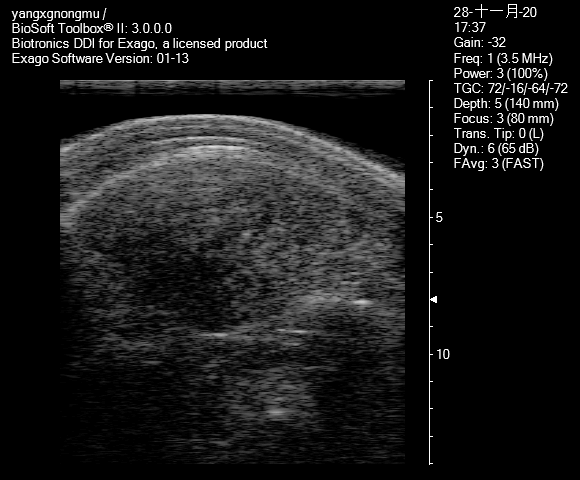 yangxgnongmu /
BioSoft Toolbox® II: 3.0.0.0
Biotronics DDI for Exago, a licensed product
Exago Software Version: 01-13
28-十一月-20
17:37
Gain: -32
Freq: 1 (3.5 MHz)
Power: 3 (100%)
TGC: 72/-16/-64/-72
Depth: 5 (140 mm)
Focus: 3 (80 mm)
Trans. Tip: 0 (L)
Dyn.: 6 (65 dB)
FAvg: 3 (FAST)
5
10